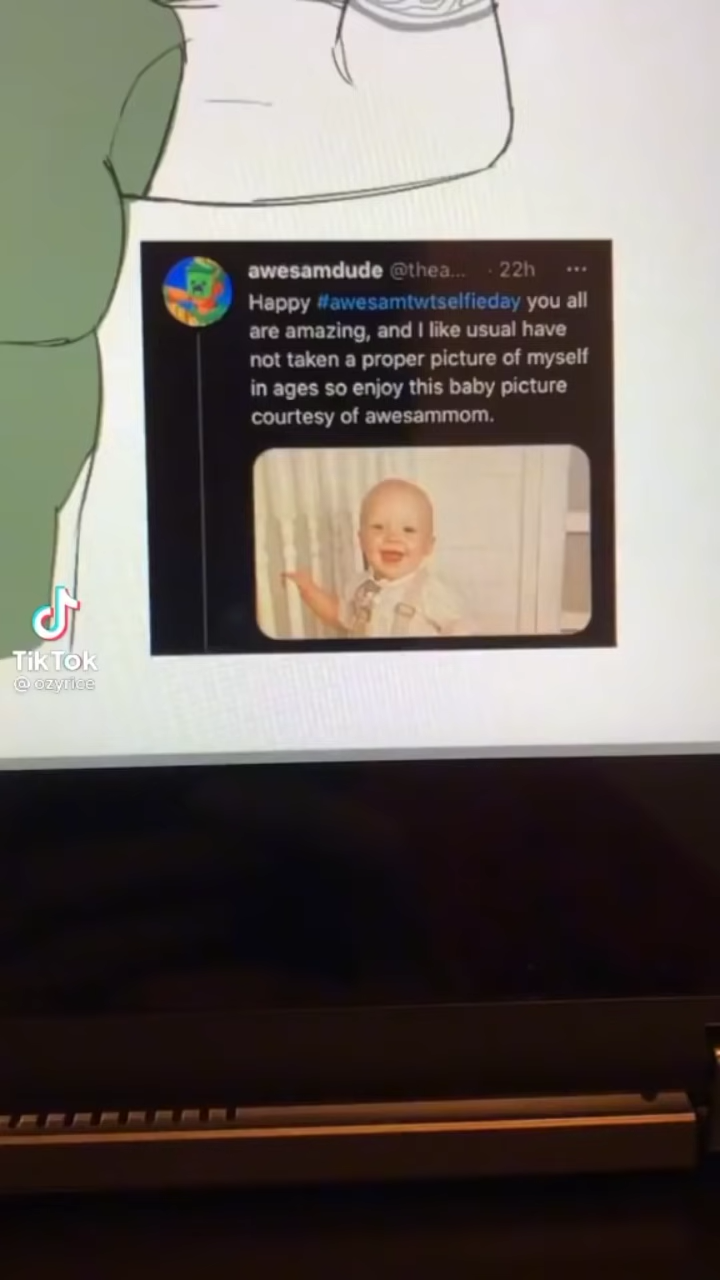 awesamdude @thea... · 22h ...
Happy #awesamtwtselfieday you all
are amazing, and I like usual have
not taken a proper picture of myself
in ages so enjoy this baby picture
courtesy of awesammom.
TikTok
@ozyrice